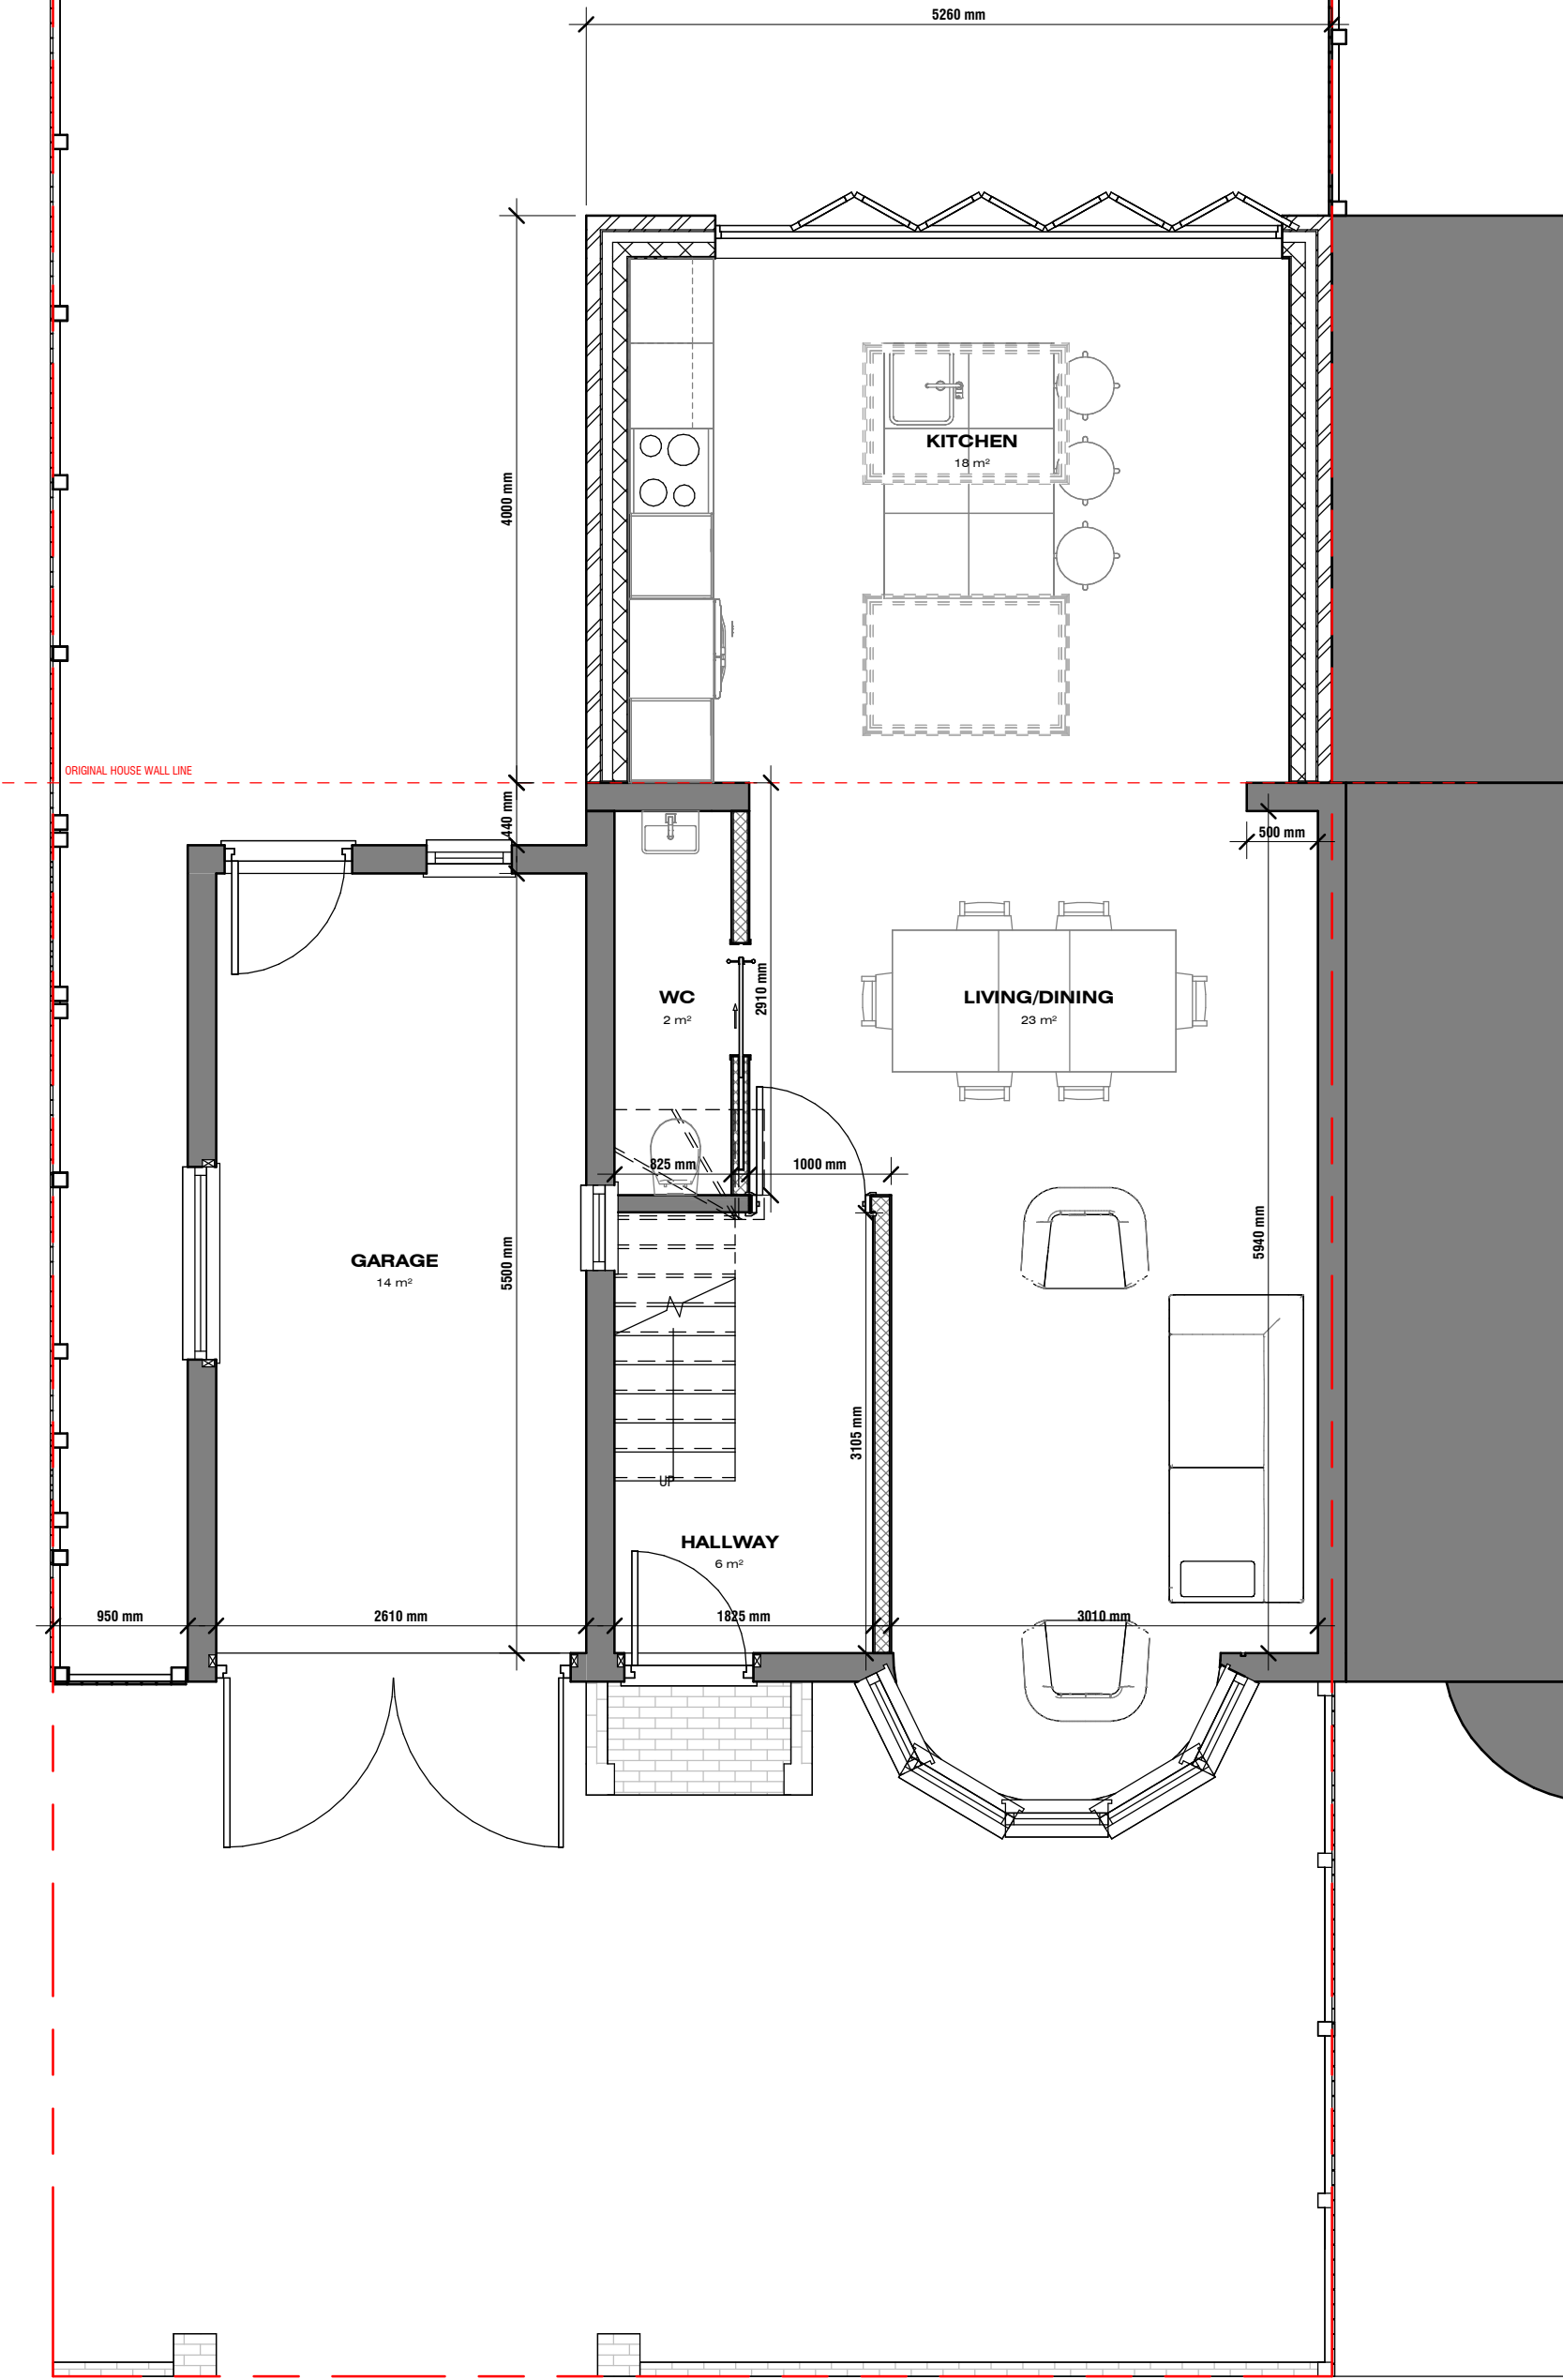 5260 mm
4000 mm
KITCHEN
18 m²
ORIGINAL HOUSE WALL LINE
440 mm
500 mm
2910 mm
WC
2 m²
LIVING/DINING
23 m²
825 mm
1000 mm
5940 mm
GARAGE
14 m²
5500 mm
3105 mm
UP
HALLWAY
6 m²
950 mm
2610 mm
1825 mm
3010 mm